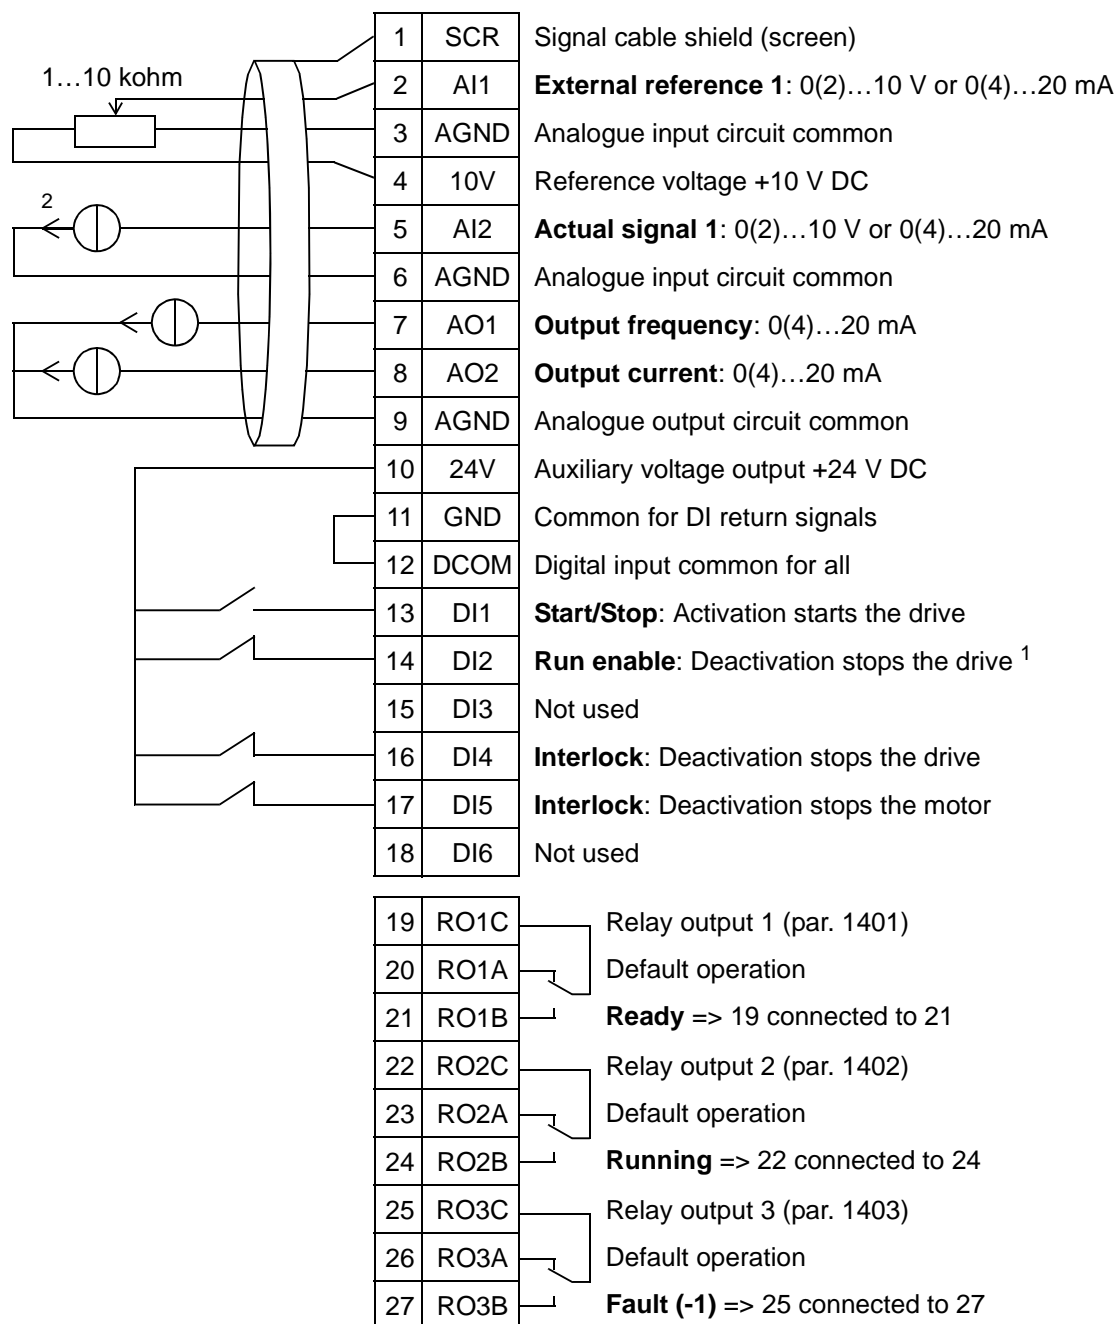 1 SCR Signal cable shield (screen)
1…10 kohm
2 AI1 External reference 1: 0(2)…10 V or 0(4)…20 mA
3 AGND Analogue input circuit common
4 10V Reference voltage +10 V DC
2
5 AI2 Actual signal 1: 0(2)…10 V or 0(4)…20 mA
6 AGND Analogue input circuit common
7 AO1 Output frequency: 0(4)…20 mA
8 AO2 Output current: 0(4)…20 mA
9 AGND Analogue output circuit common
10 24V Auxiliary voltage output +24 V DC
11 GND Common for DI return signals
12 DCOM Digital input common for all
13 DI1 Start/Stop: Activation starts the drive
14 DI2 Run enable: Deactivation stops the drive 1
15 DI3 Not used
16 DI4 Interlock: Deactivation stops the drive
17 DI5 Interlock: Deactivation stops the motor
18 DI6 Not used
19 RO1C Relay output 1 (par. 1401)
20 RO1A Default operation
21 RO1B Ready => 19 connected to 21
22 RO2C Relay output 2 (par. 1402)
23 RO2A Default operation
24 RO2B Running => 22 connected to 24
25 RO3C Relay output 3 (par. 1403)
26 RO3A Default operation
27 RO3B Fault (-1) => 25 connected to 27